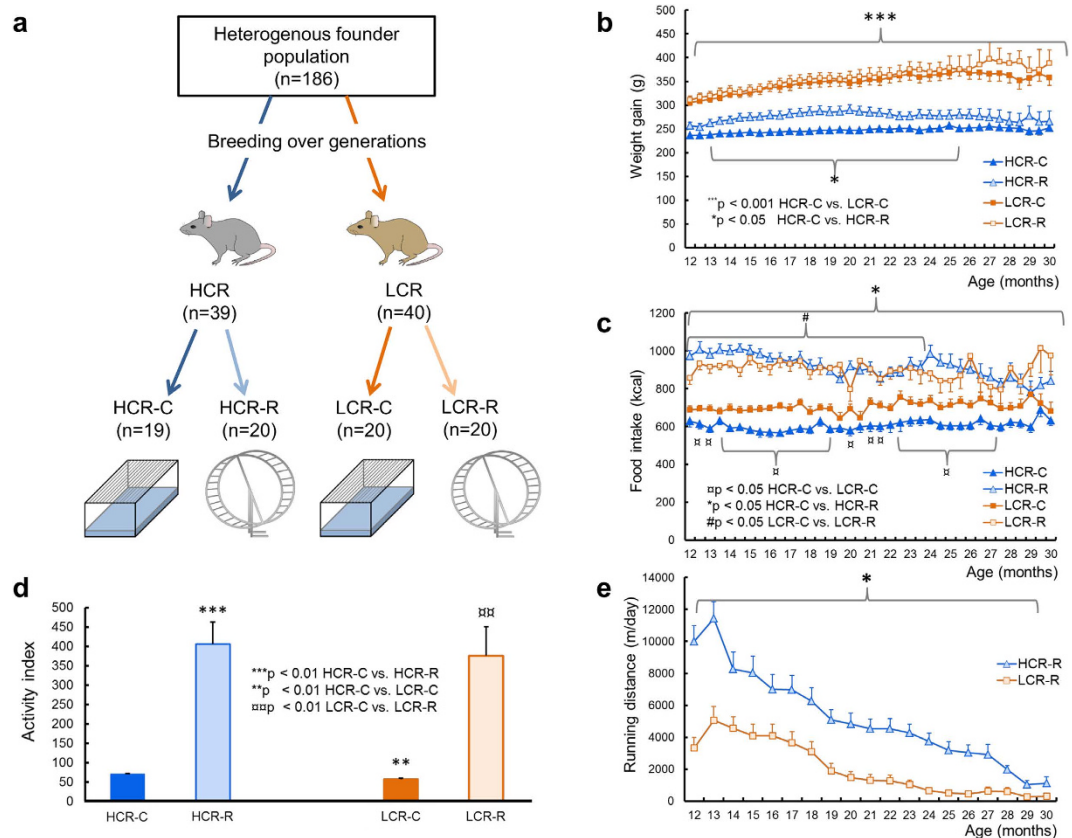 a
Heterogenous founder
population
(n=186)
Breeding over generations
HCR
(n=39)
LCR
(n=40)
HCR-C
(n=19)
HCR-R
(n=20)
LCR-C
(n=20)
LCR-R
(n=20)
b
Weight gain (g)
500
450
400
350
300
250
200
150
100
50
0
***
*
***p < 0.001 HCR-C vs. LCR-C
*p < 0.05 HCR-C vs. HCR-R
HCR-C
HCR-R
LCR-C
LCR-R
12 13 14 15 16 17 18 19 20 21 22 23 24 25 26 27 28 29 30
Age (months)
c
Food intake (kcal)
1200
1000
800
600
400
200
0
*
#
¤ ¤ ¤ ¤ ¤
¤ ¤
¤p < 0.05 HCR-C vs. LCR-C
*p < 0.05 HCR-C vs. HCR-R
#p < 0.05 LCR-C vs. LCR-R
HCR-C
HCR-R
LCR-C
LCR-R
12 13 14 15 16 17 18 19 20 21 22 23 24 25 26 27 28 29 30
Age (months)
d
Activity index
500
450
400
350
300
250
200
150
100
50
0
***
**
¤¤
***p < 0.01 HCR-C vs. HCR-R
**p < 0.01 HCR-C vs. LCR-C
¤¤p < 0.01 LCR-C vs. LCR-R
HCR-C HCR-R LCR-C LCR-R
e
Running distance (m/day)
14000
12000
10000
8000
6000
4000
2000
0
*
HCR-R
LCR-R
12 13 14 15 16 17 18 19 20 21 22 23 24 25 26 27 28 29 30
Age (months)